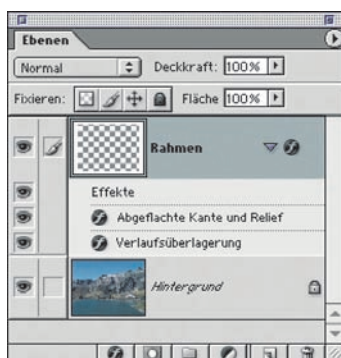 Ebenen
Normal Deckkraft: 100%
Fixieren: Fläche 100%
Rahmen
Effekte
Abgeflachte Kante und Relief
Verlaufsüberlagerung
Hintergrund